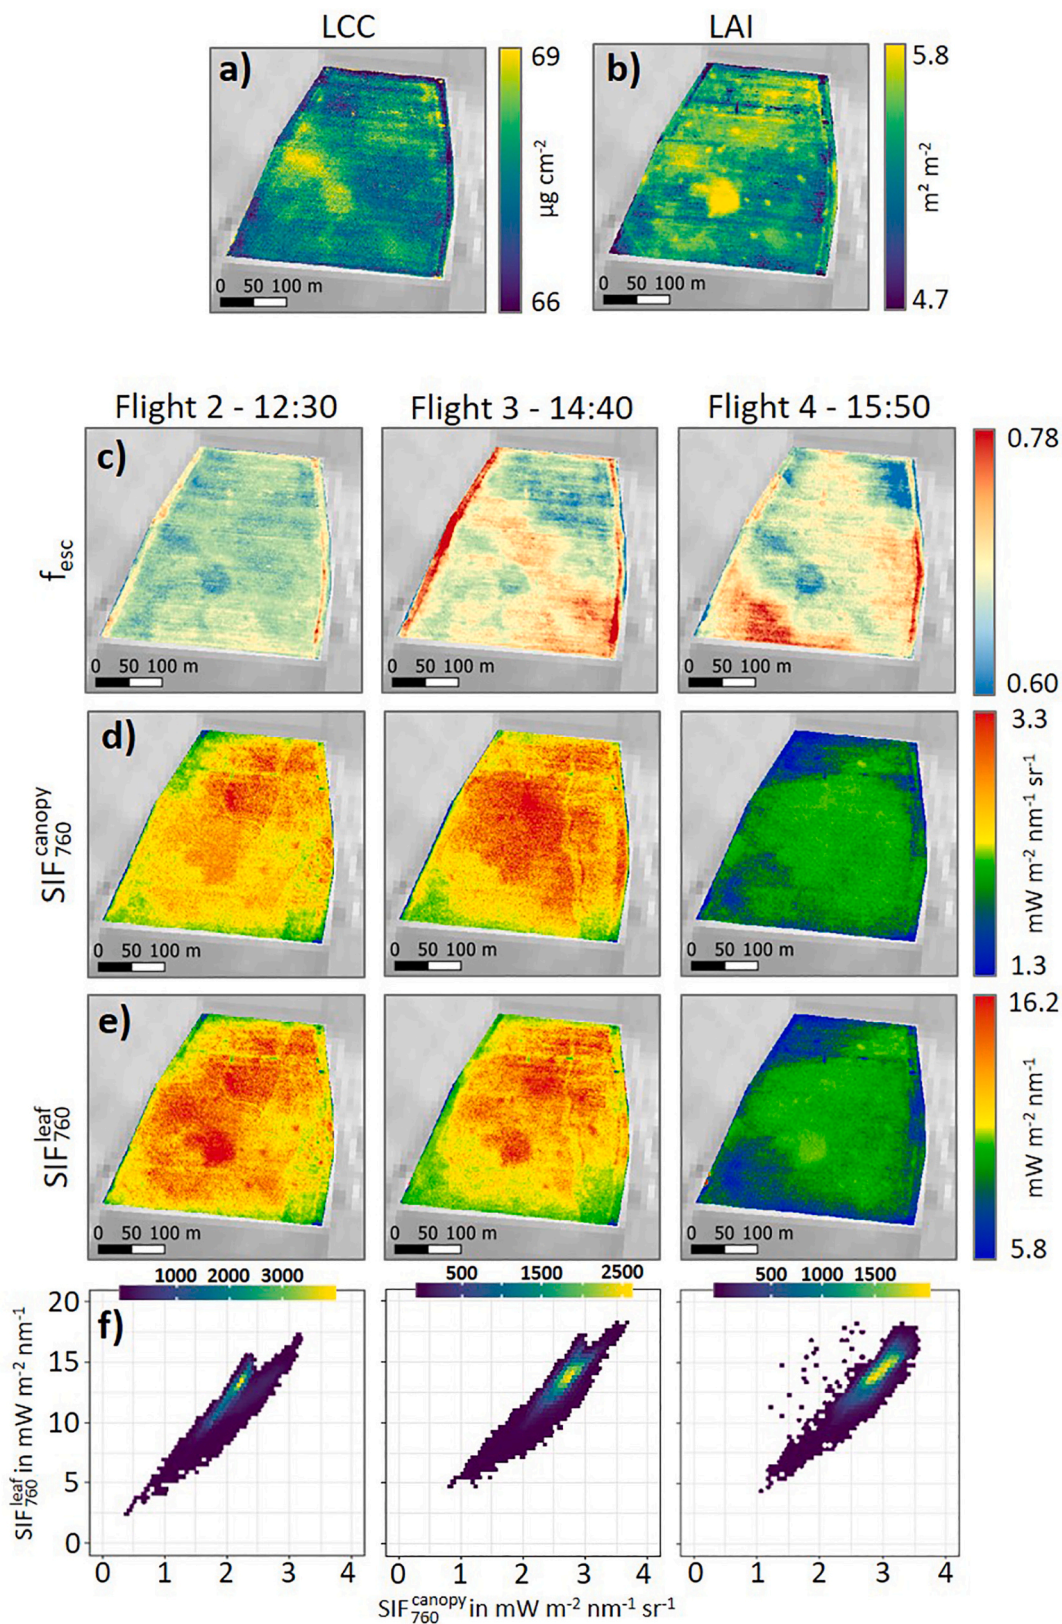 LCC LAI
a) 69 b) 5.8
µg cm-2 m² m-2
0 50 100 m 66 0 50 100 m 4.7
Flight 2 - 12:30 Flight 3 - 14:40 Flight 4 - 15:50
c) 0.78
fesc
0 50 100 m 0 50 100 m 0 50 100 m 0.60
d) 3.3
SIF760canopy mW m-2 nm-1 sr-1
0 50 100 m 0 50 100 m 0 50 100 m 1.3
e) 16.2
SIF760leaf mW m-2 nm-1
0 50 100 m 0 50 100 m 0 50 100 m 5.8
1000 2000 3000 500 1500 2500 500 1000 1500
20 f)
15
10
5
0
SIF760leaf in mW m-2 nm-1
0 1 2 3 4 0 1 2 3 4 0 1 2 3 4
SIF760canopy in mW m-2 nm-1 sr-1